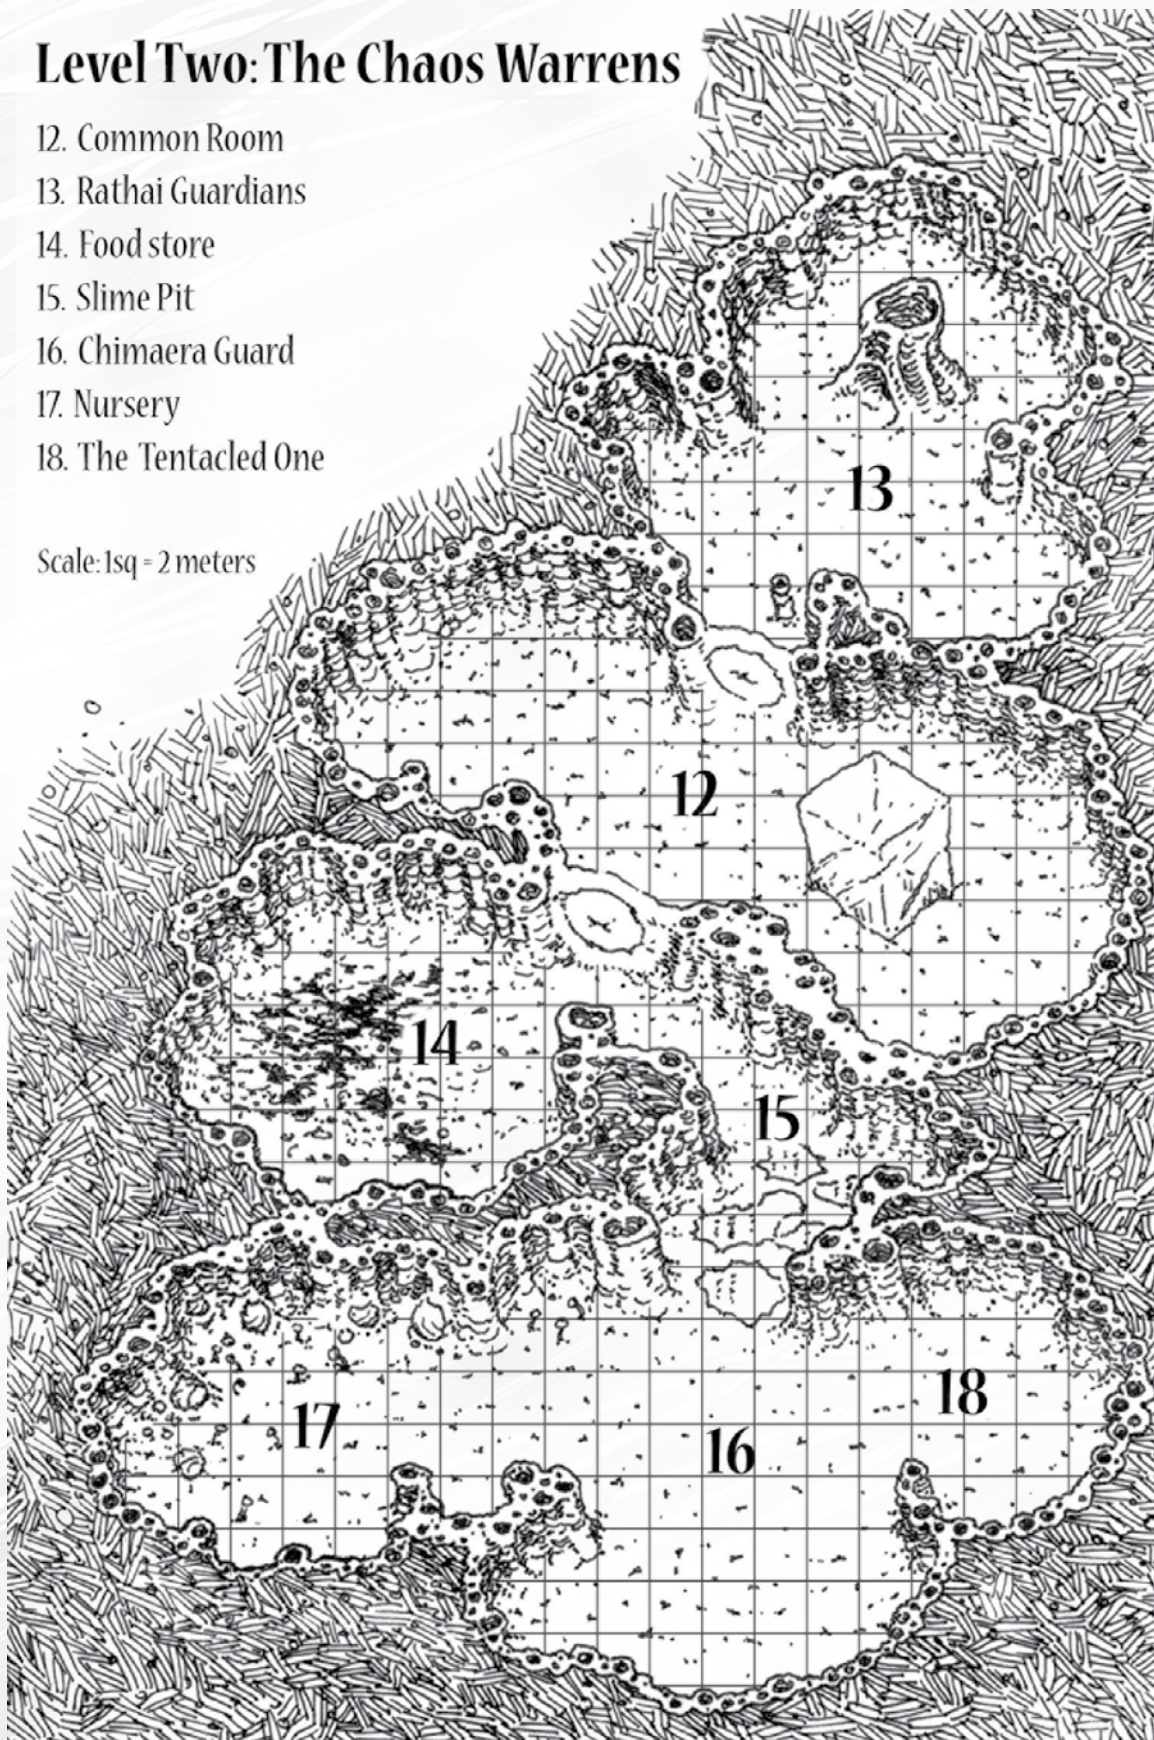 Level Two: The Chaos Warrens
12. Common Room
13. Rathai Guardians
14. Food store
15. Slime Pit
16. Chimaera Guard
17. Nursery
18. The Tentacled One
Scale: 1sq = 2 meters
13
12
14
15
18
17
16